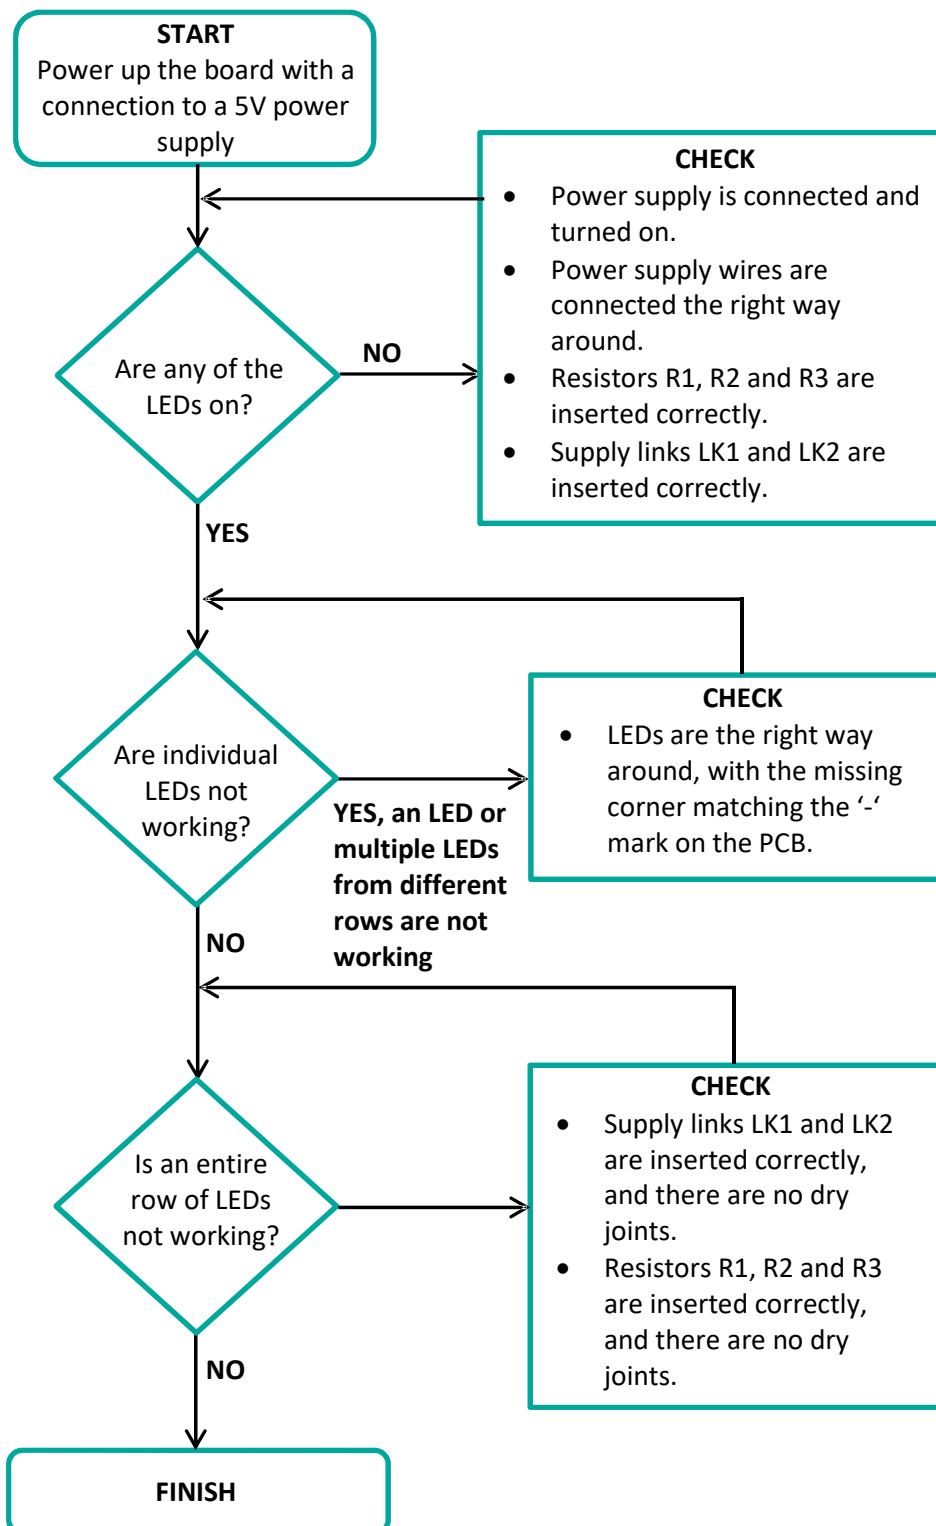 START
Power up the board with a
connection to a 5V power
supply
CHECK
• Power supply is connected and
turned on.
• Power supply wires are
connected the right way
around.
• Resistors R1, R2 and R3 are
inserted correctly.
• Supply links LK1 and LK2 are
inserted correctly.
Are any of the
LEDs on?
NO
YES
Are individual
LEDs not
working?
YES, an LED or
multiple LEDs
from different
rows are not
working
CHECK
• LEDs are the right way
around, with the missing
corner matching the ‘-‘
mark on the PCB.
NO
Is an entire
row of LEDs
not working?
CHECK
• Supply links LK1 and LK2
are inserted correctly,
and there are no dry
joints.
• Resistors R1, R2 and R3
are inserted correctly,
and there are no dry
joints.
NO
FINISH